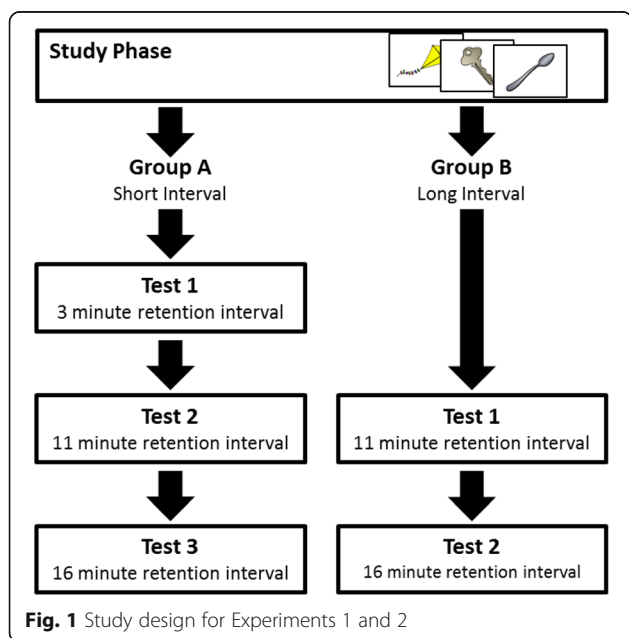 Study Phase
Group A
Short Interval
Group B
Long Interval
Test 1
3 minute retention interval
Test 2
11 minute retention interval
Test 1
11 minute retention interval
Test 3
16 minute retention interval
Test 2
16 minute retention interval
Fig. 1 Study design for Experiments 1 and 2